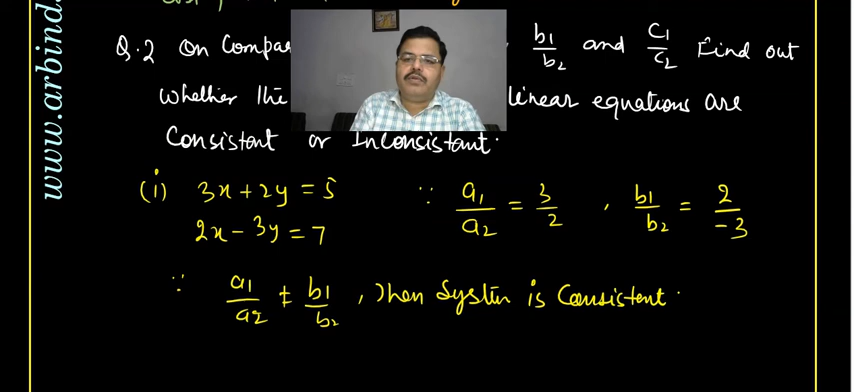 www.arbind
Q.2 On Compa b1/b2 and C1/C2 Find out
Whether the linear equations are
Consistent or Inconsistent.
(i) 3x + 2y = 5 ∵ a1/a2 = 3/2 , b1/b2 = 2/-3
2x - 3y = 7
∵ a1/a2 ≠ b1/b2 , Then System is Consistent.